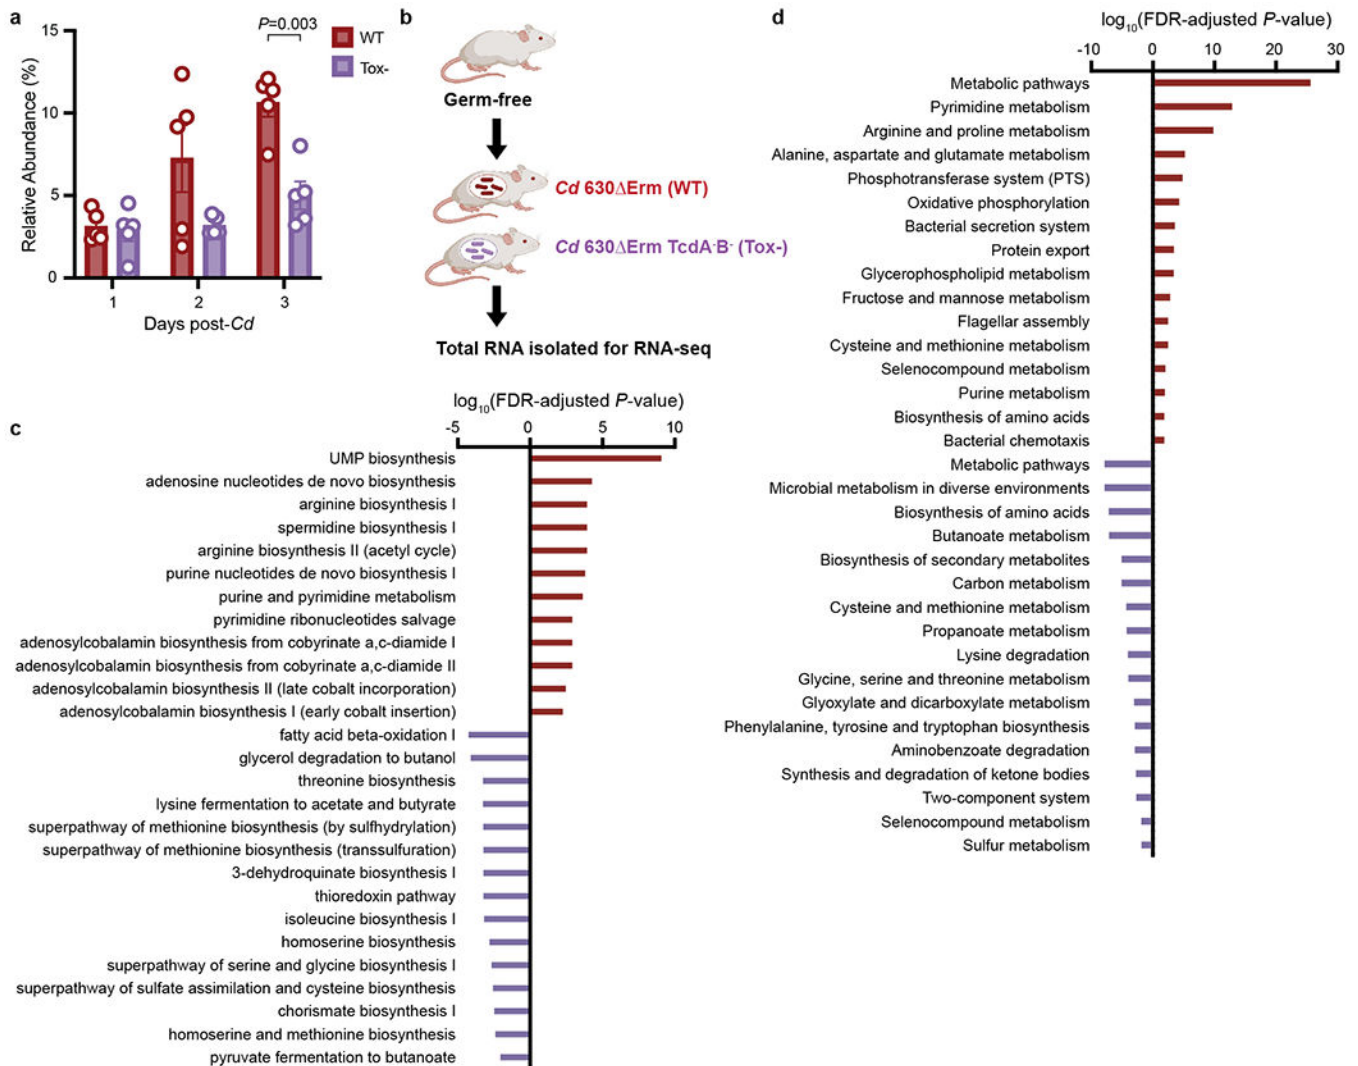 a
15
10
5
0
Relative Abundance (%)
P=0.003
WT
Tox-
1
2
3
Days post-Cd
b
Germ-free
Cd 630ΔErm (WT)
Cd 630ΔErm TcdA-B- (Tox-)
Total RNA isolated for RNA-seq
c
log10(FDR-adjusted P-value)
-5
0
5
10
UMP biosynthesis
adenosine nucleotides de novo biosynthesis
arginine biosynthesis I
spermidine biosynthesis I
arginine biosynthesis II (acetyl cycle)
purine nucleotides de novo biosynthesis I
purine and pyrimidine metabolism
pyrimidine ribonucleotides salvage
adenosylcobalamin biosynthesis from cobyrinate a,c-diamide I
adenosylcobalamin biosynthesis from cobyrinate a,c-diamide II
adenosylcobalamin biosynthesis II (late cobalt incorporation)
adenosylcobalamin biosynthesis I (early cobalt insertion)
fatty acid beta-oxidation I
glycerol degradation to butanol
threonine biosynthesis
lysine fermentation to acetate and butyrate
superpathway of methionine biosynthesis (by sulfhydrylation)
superpathway of methionine biosynthesis (transsulfuration)
3-dehydroquinate biosynthesis I
thioredoxin pathway
isoleucine biosynthesis I
homoserine biosynthesis
superpathway of serine and glycine biosynthesis I
superpathway of sulfate assimilation and cysteine biosynthesis
chorismate biosynthesis I
homoserine and methionine biosynthesis
pyruvate fermentation to butanoate
d
log10(FDR-adjusted P-value)
-10
0
10
20
30
Metabolic pathways
Pyrimidine metabolism
Arginine and proline metabolism
Alanine, aspartate and glutamate metabolism
Phosphotransferase system (PTS)
Oxidative phosphorylation
Bacterial secretion system
Protein export
Glycerophospholipid metabolism
Fructose and mannose metabolism
Flagellar assembly
Cysteine and methionine metabolism
Selenocompound metabolism
Purine metabolism
Biosynthesis of amino acids
Bacterial chemotaxis
Metabolic pathways
Microbial metabolism in diverse environments
Biosynthesis of amino acids
Butanoate metabolism
Biosynthesis of secondary metabolites
Carbon metabolism
Cysteine and methionine metabolism
Propanoate metabolism
Lysine degradation
Glycine, serine and threonine metabolism
Glyoxylate and dicarboxylate metabolism
Phenylalanine, tyrosine and tryptophan biosynthesis
Aminobenzoate degradation
Synthesis and degradation of ketone bodies
Two-component system
Selenocompound metabolism
Sulfur metabolism